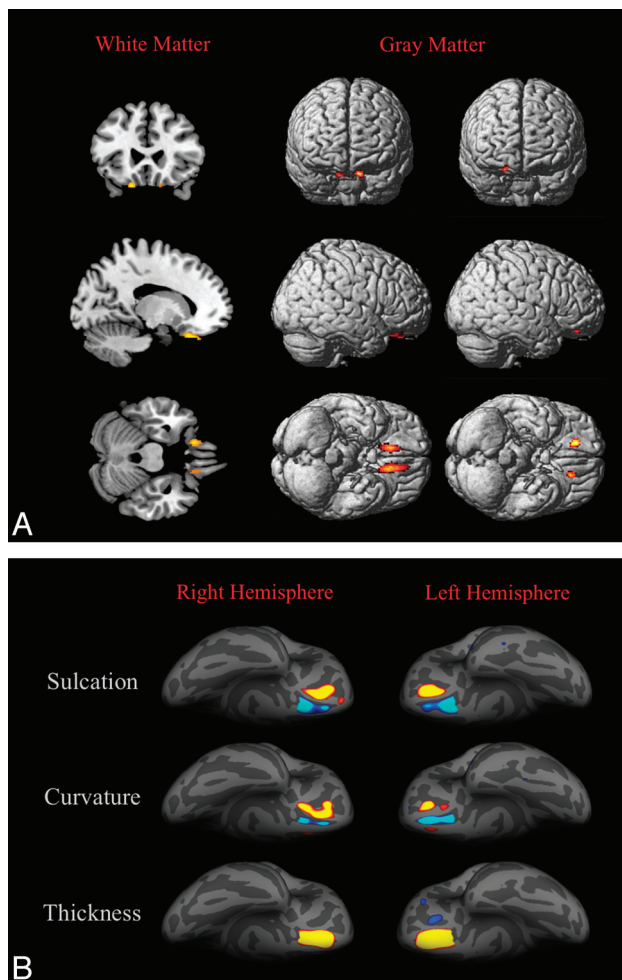 White Matter
Gray Matter
A
Right Hemisphere
Left Hemisphere
Sulcation
Curvature
Thickness
B